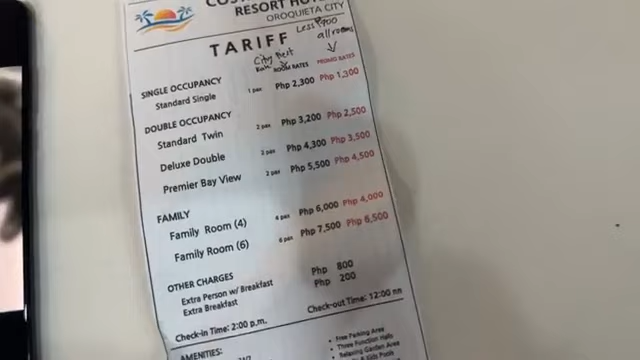 RESORT
OROQUIETA CITY
TARIFF
Less
all rooms
City
ROOM RATES PROMO RATES
SINGLE OCCUPANCY
Standard Single 1 pax Php 2,300 Php 1,300
DOUBLE OCCUPANCY
Standard Twin 2 pax Php 3,200 Php 2,500
Deluxe Double 2 pax Php 4,300 Php 3,500
Premier Bay View 2 pax Php 5,500 Php 4,500
FAMILY
Family Room (4) 4 pax Php 6,000 Php 4,000
Family Room (6) 6 pax Php 7,500 Php 6,500
OTHER CHARGES
Extra Person w/ Breakfast Php 800
Extra Breakfast Php 200
Check-in Time: 2:00 p.m. Check-out Time: 12:00 nn
AMENITIES:
• Free Parking Area
• Three Function Halls
• Relaxing Garden Area
& Kids Pools